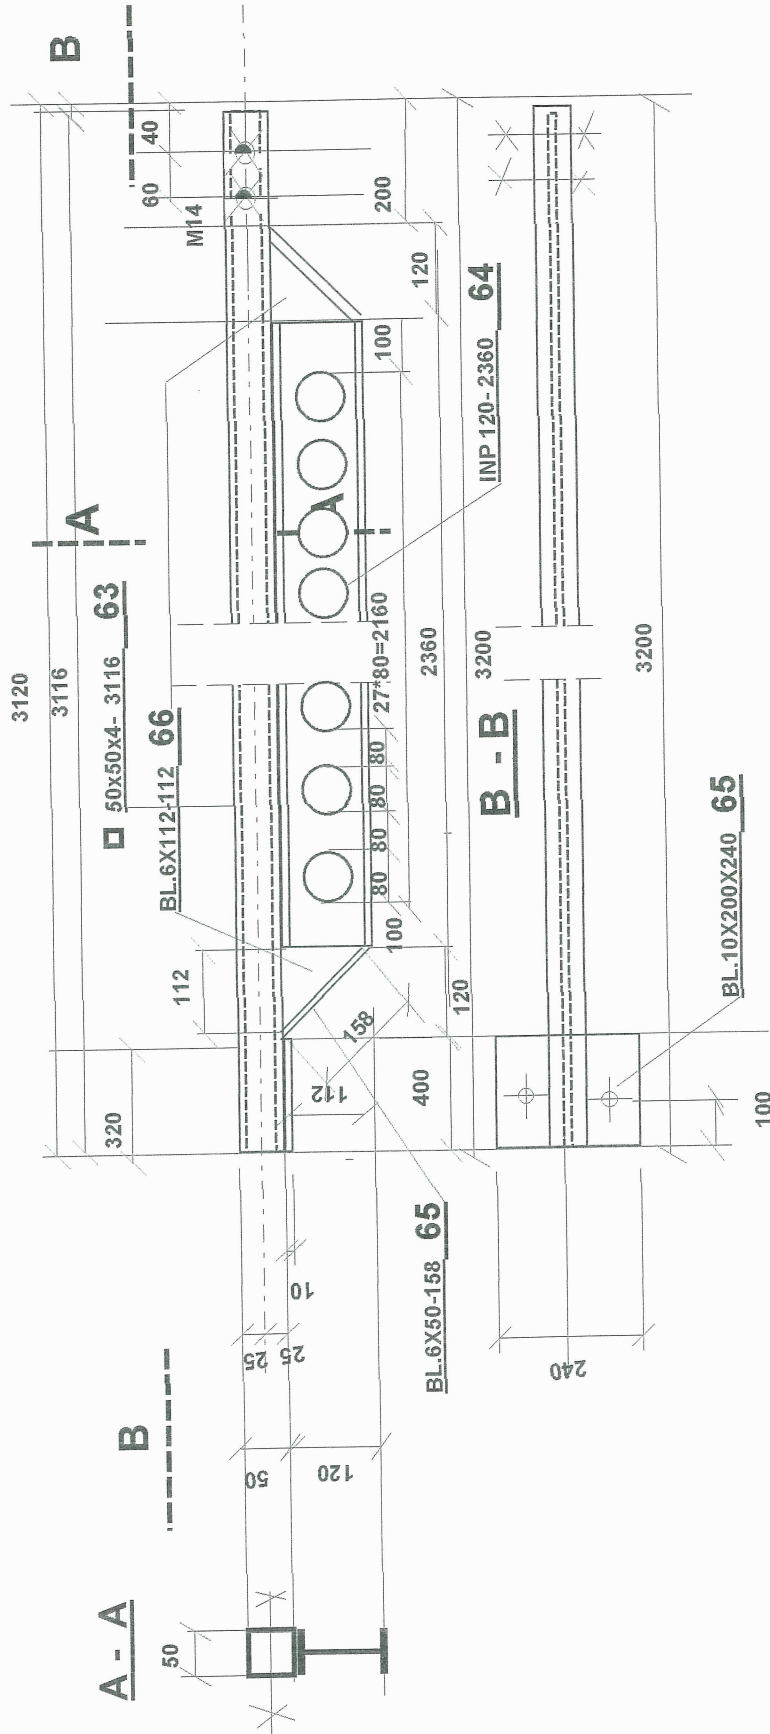 B
40
60
M14
200
120
3120
3116
A
50x50x4- 3116 63
BL.6X112-112 66
112
320
100
INP 120- 2360 64
A
27*80=2160
80
80
80
80
100
2360
3200
120
400
158
112
B - B
3200
BL.10X200X240 65
100
BL.6X50-158 65
10
25
25
240
B
50
120
A - A
50